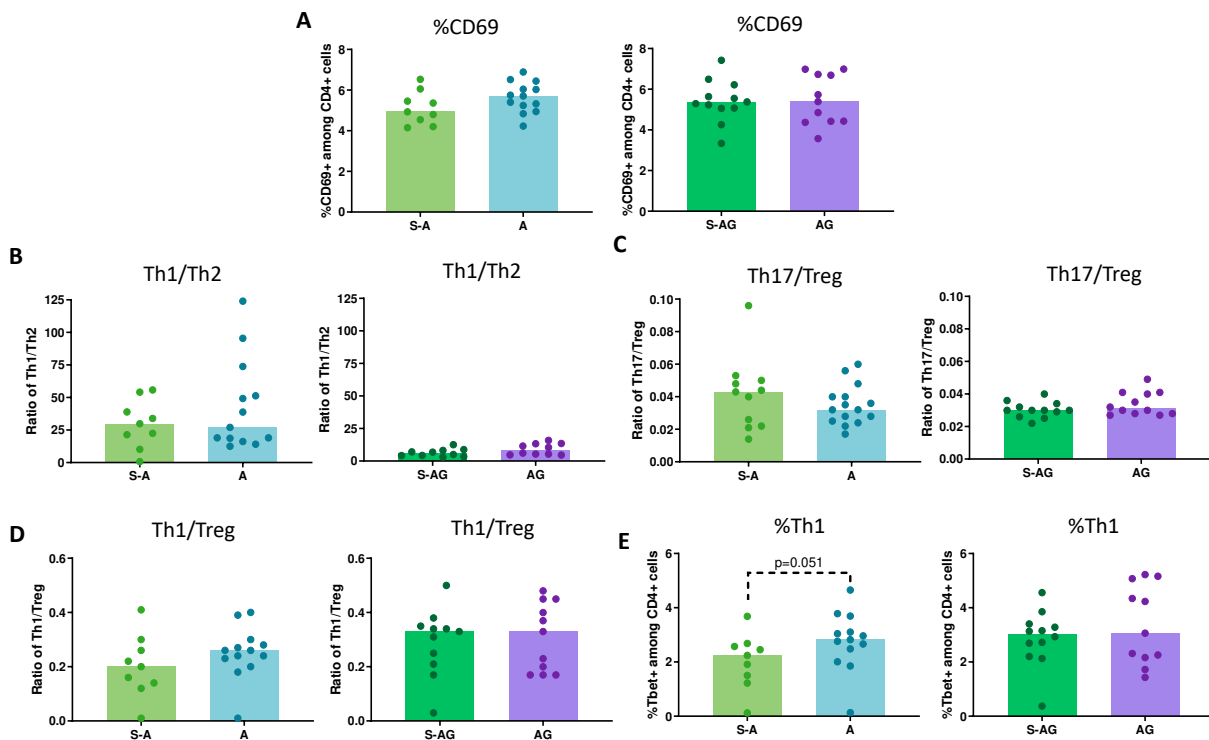 A
%CD69
%CD69
%CD69+ among CD4+ cells
8
6
4
2
0
S-A
A
%CD69+ among CD4+ cells
8
6
4
2
0
S-AG
AG
B
Th1/Th2
Th1/Th2
Ratio of Th1/Th2
125
100
75
50
25
0
S-A
A
Ratio of Th1/Th2
125
100
75
50
25
0
S-AG
AG
C
Th17/Treg
Th17/Treg
Ratio of Th17/Treg
0.10
0.08
0.06
0.04
0.02
0.00
S-A
A
Ratio of Th17/Treg
0.10
0.08
0.06
0.04
0.02
0.00
S-AG
AG
D
Th1/Treg
Th1/Treg
Ratio of Th1/Treg
0.6
0.4
0.2
0.0
S-A
A
Ratio of Th1/Treg
0.6
0.4
0.2
0.0
S-AG
AG
E
%Th1
%Th1
%Tbet+ among CD4+ cells
6
4
2
0
p=0.051
S-A
A
%Tbet+ among CD4+ cells
6
4
2
0
S-AG
AG